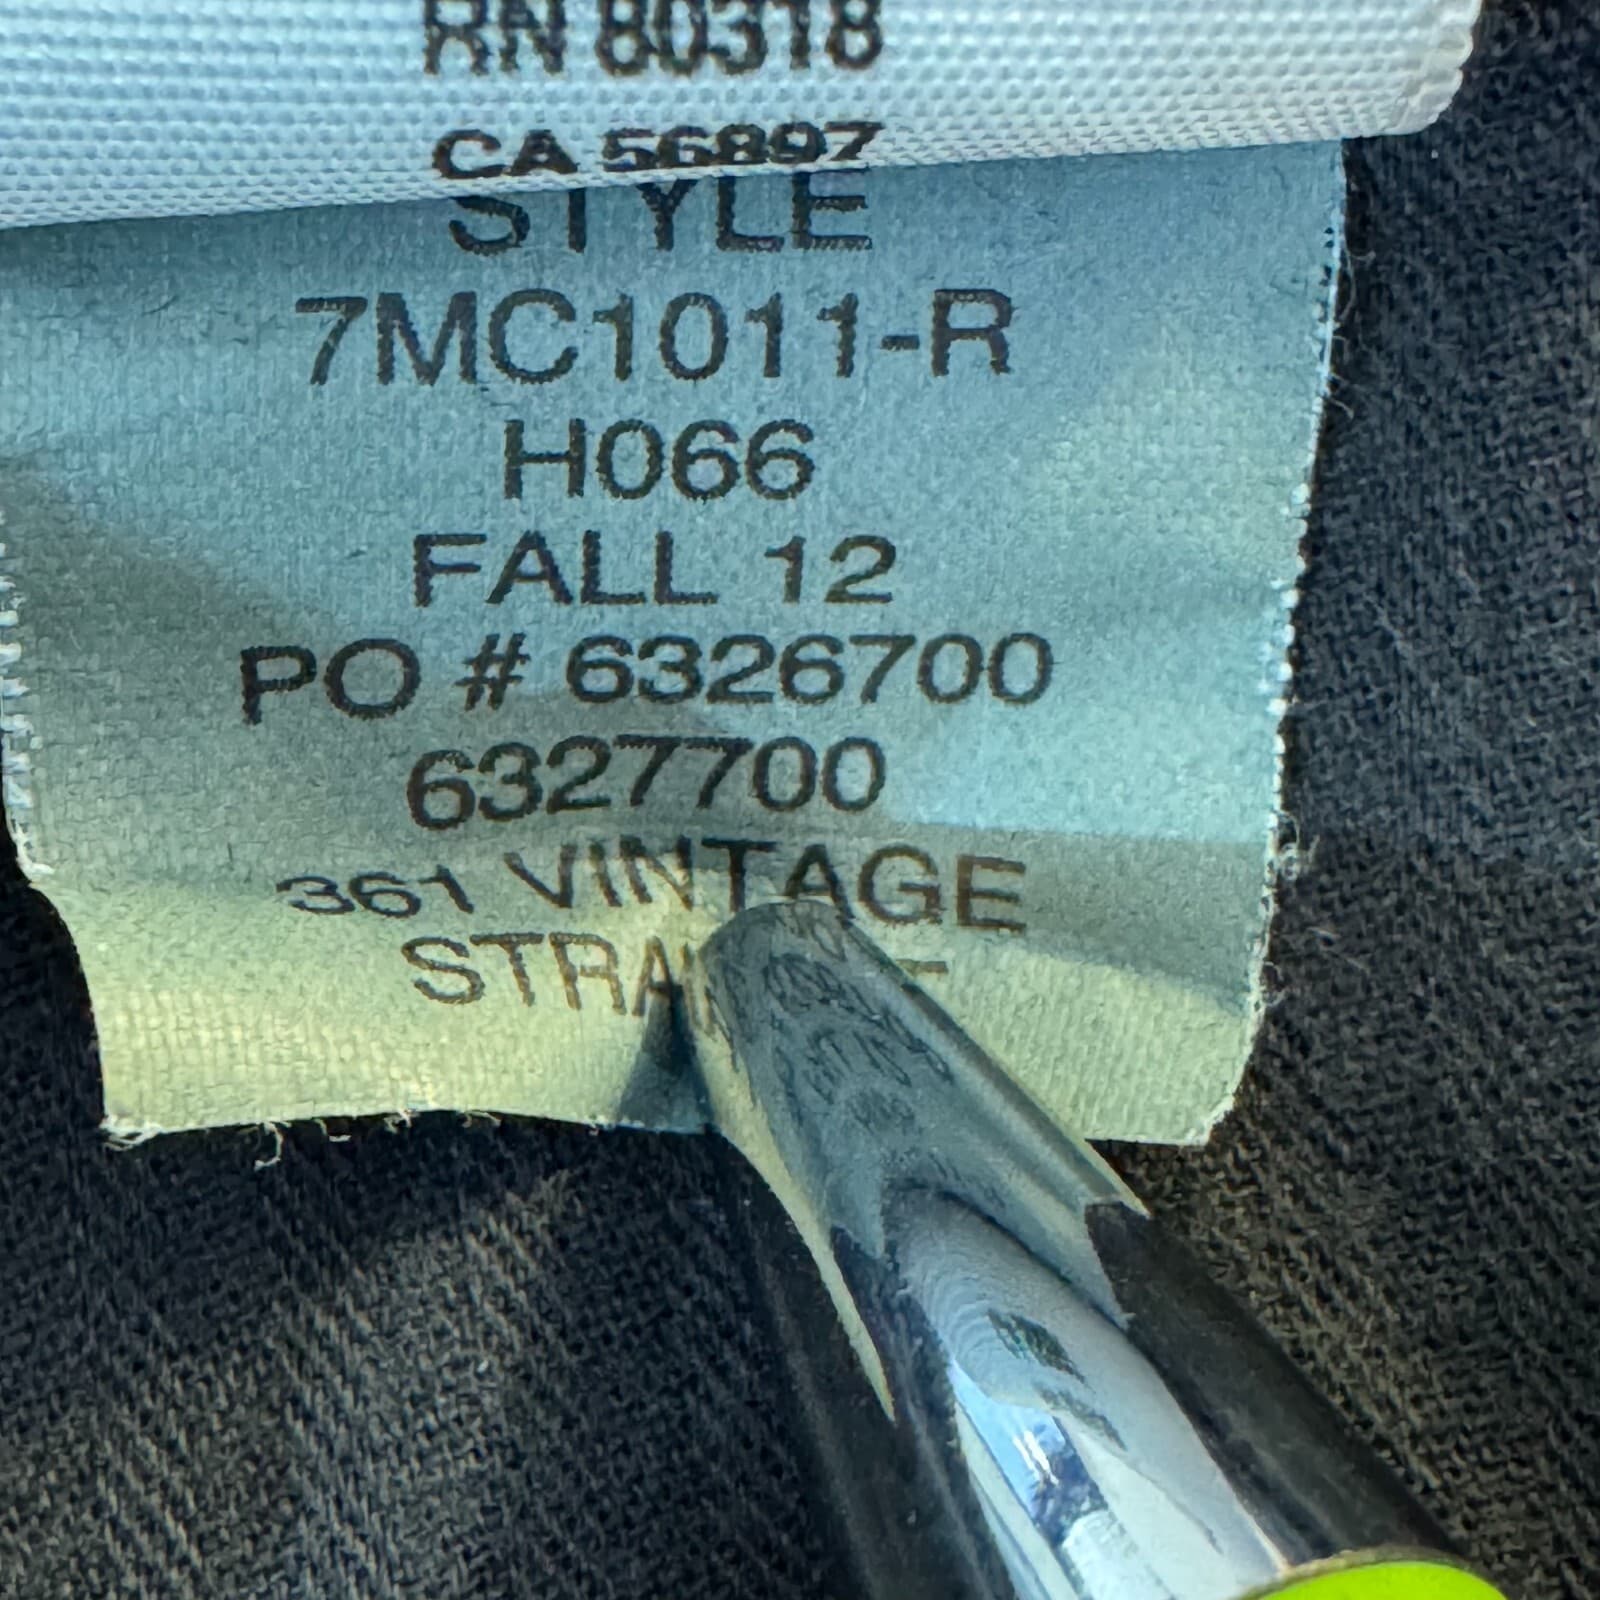 RN 80318
CA 56897
STYLE
7MC1011-R
H066
FALL 12
PO # 6326700
6327700
361 VINTAGE